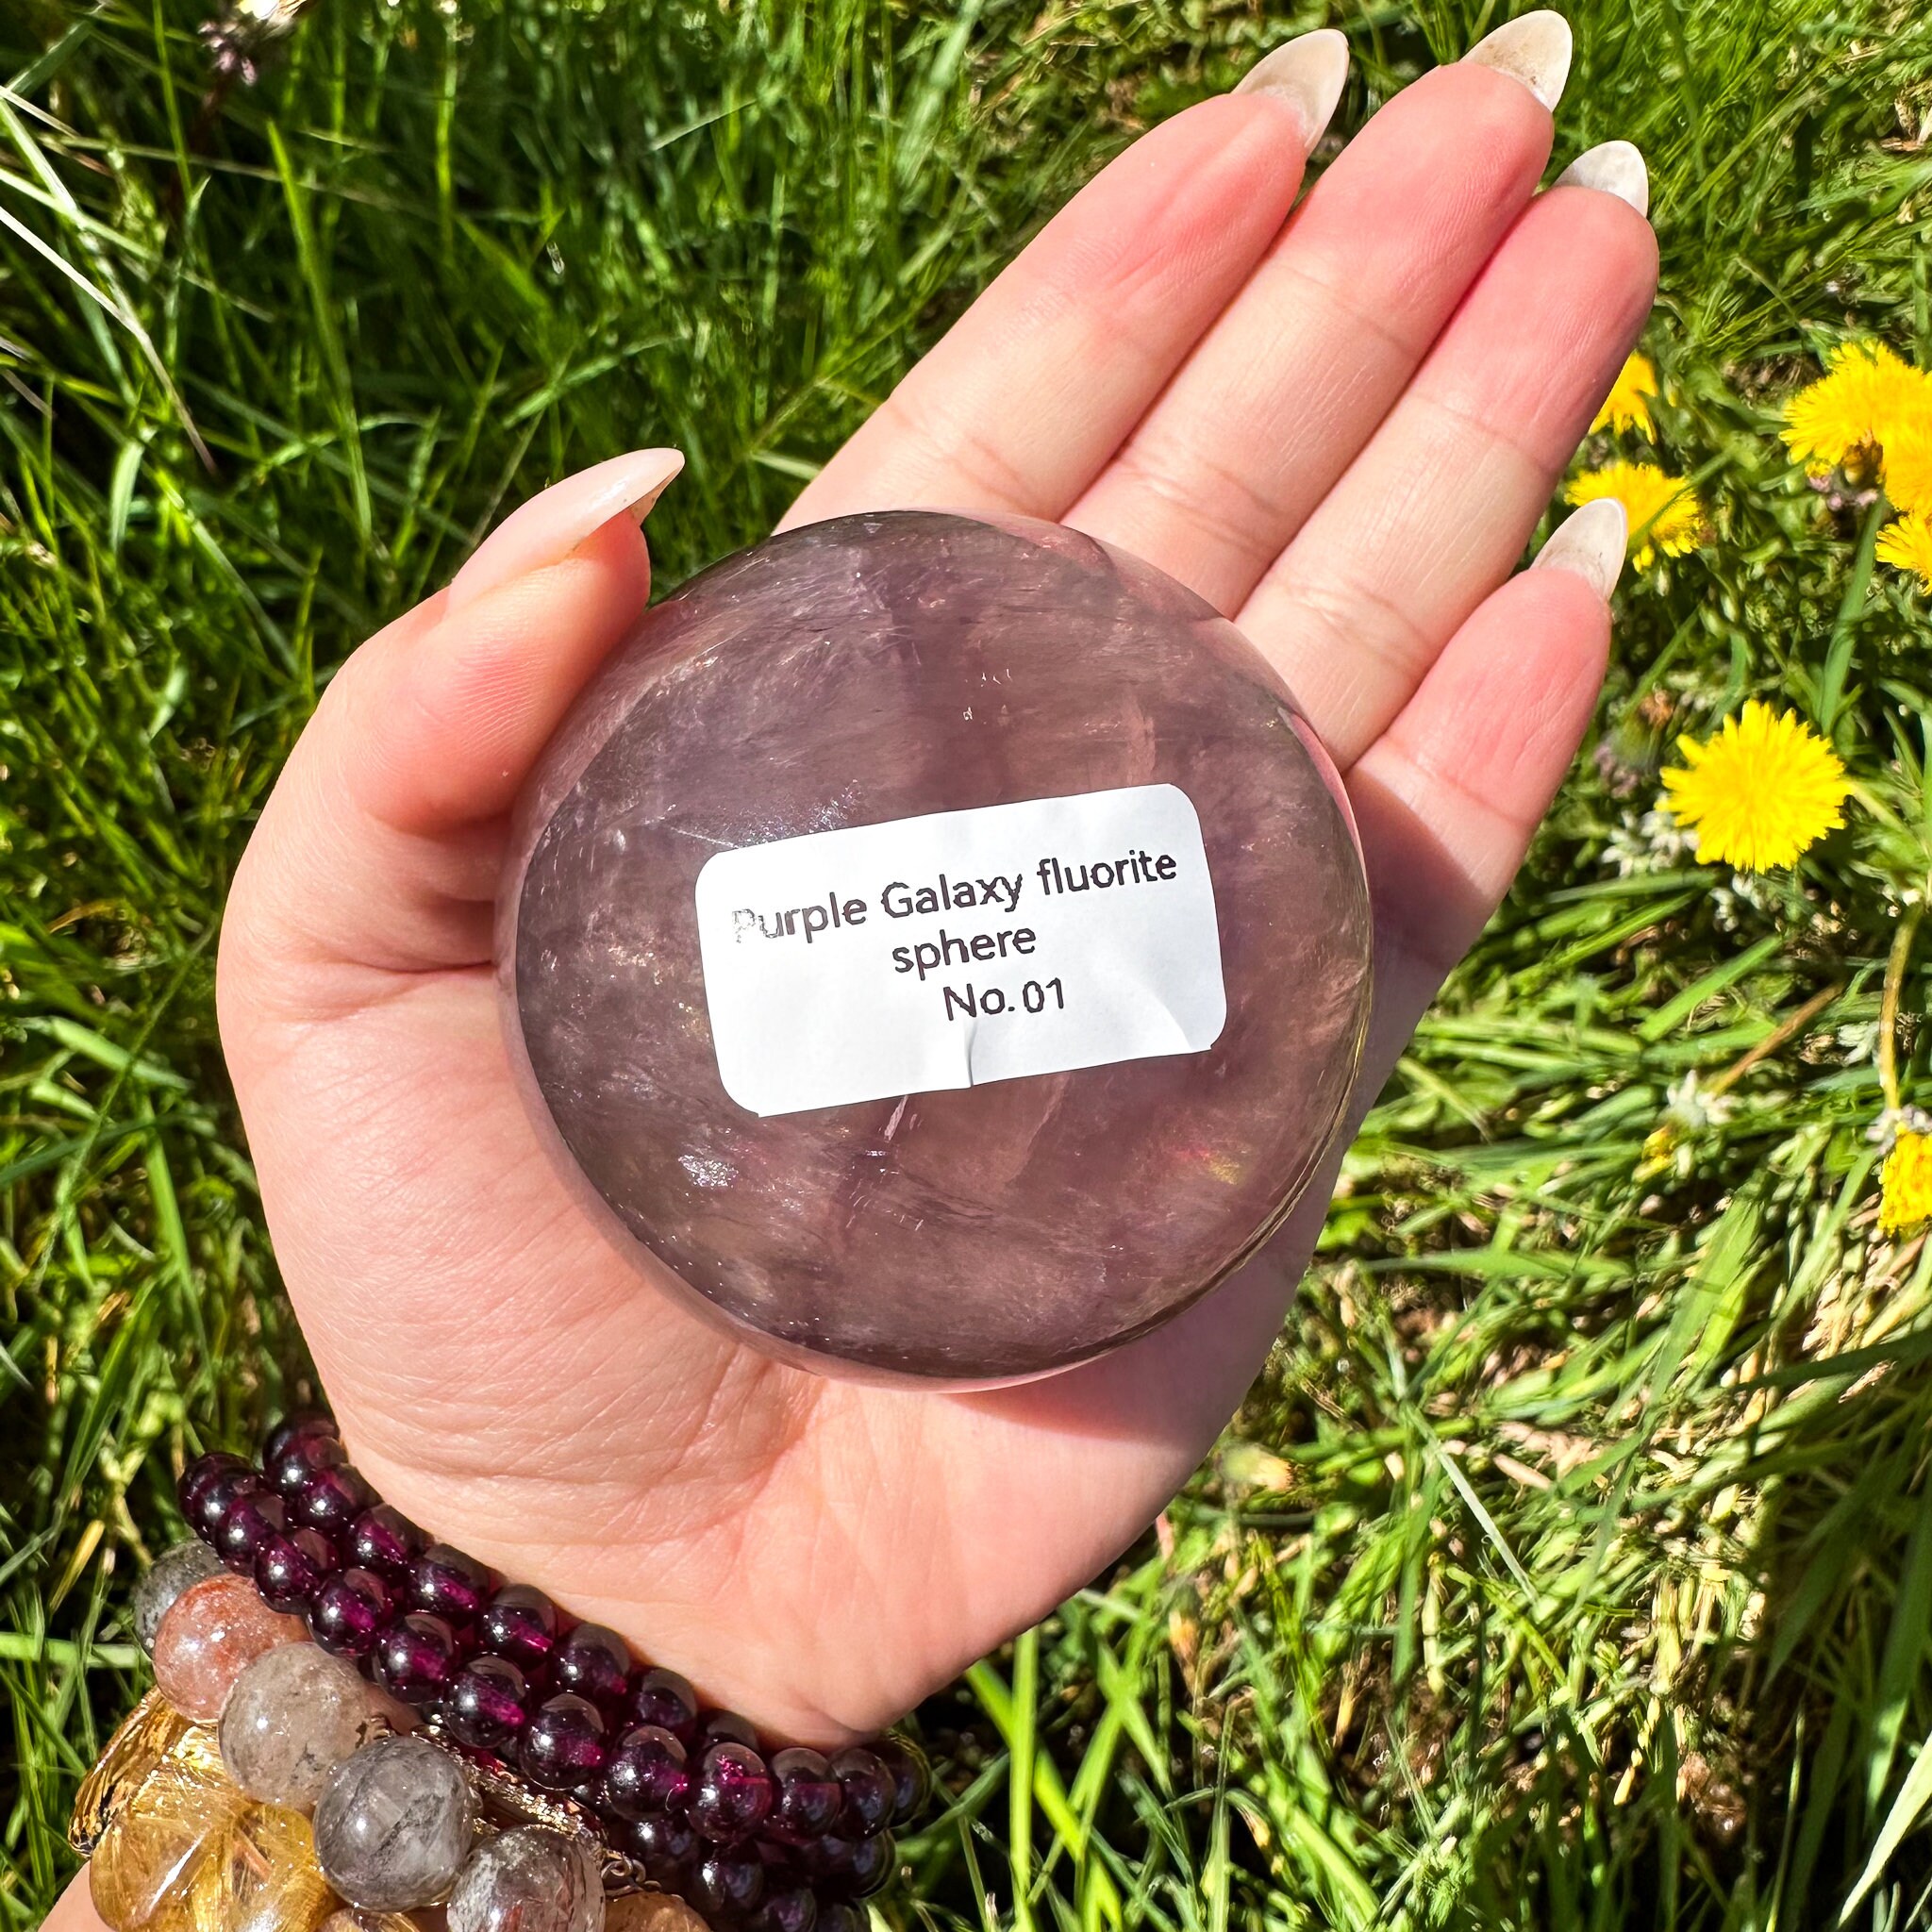 Purple Galaxy fluorite
sphere
No.01